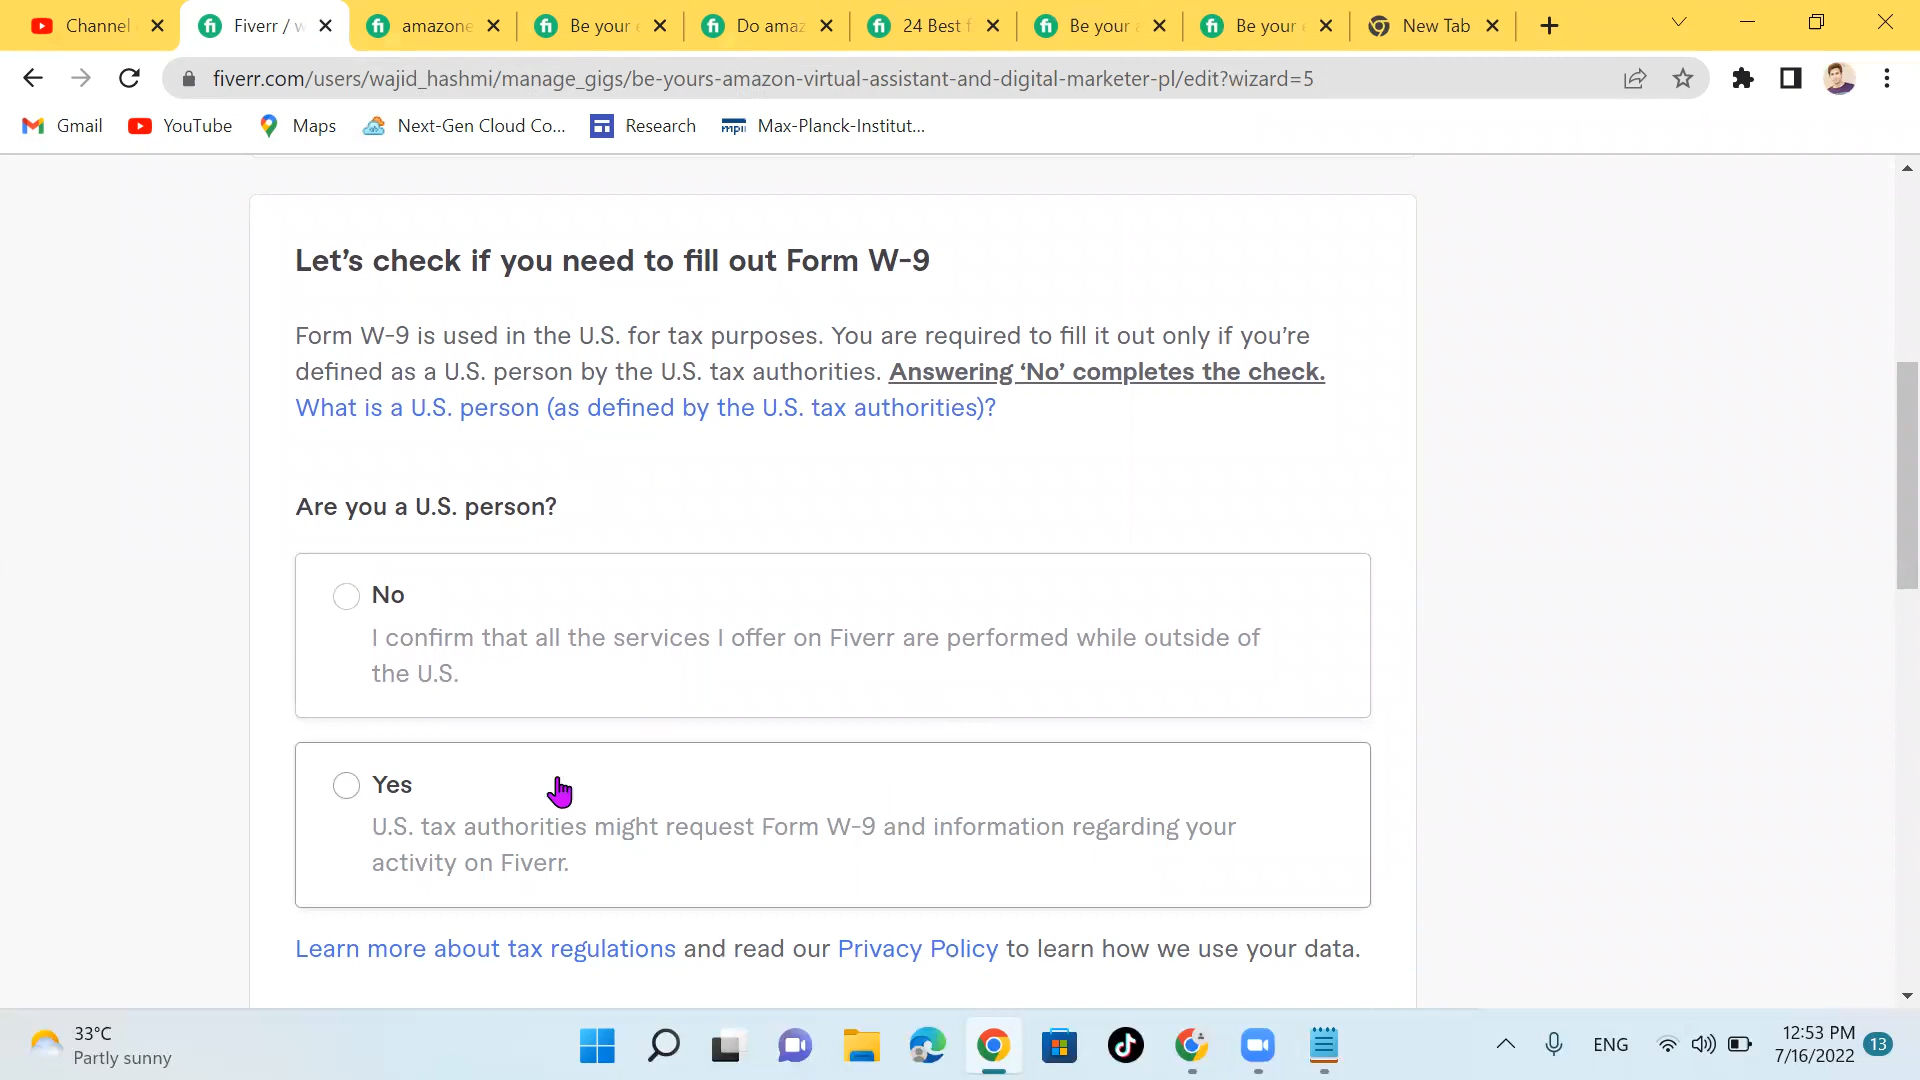 Channel
Fiverr / w
amazone
Be your e
Do amaz
24 Best f
Be your a
Be your e
New Tab
fiverr.com/users/wajid_hashmi/manage_gigs/be-yours-amazon-virtual-assistant-and-digital-marketer-pl/edit?wizard=5
Gmail
YouTube
Maps
Next-Gen Cloud Co...
Research
Max-Planck-Institut...
Let's check if you need to fill out Form W-9
Form W-9 is used in the U.S. for tax purposes. You are required to fill it out only if you're
defined as a U.S. person by the U.S. tax authorities. Answering 'No' completes the check.
What is a U.S. person (as defined by the U.S. tax authorities)?
Are you a U.S. person?
No
I confirm that all the services I offer on Fiverr are performed while outside of
the U.S.
Yes
U.S. tax authorities might request Form W-9 and information regarding your
activity on Fiverr.
Learn more about tax regulations and read our Privacy Policy to learn how we use your data.
33°C
Partly sunny
ENG
12:53 PM
7/16/2022
13